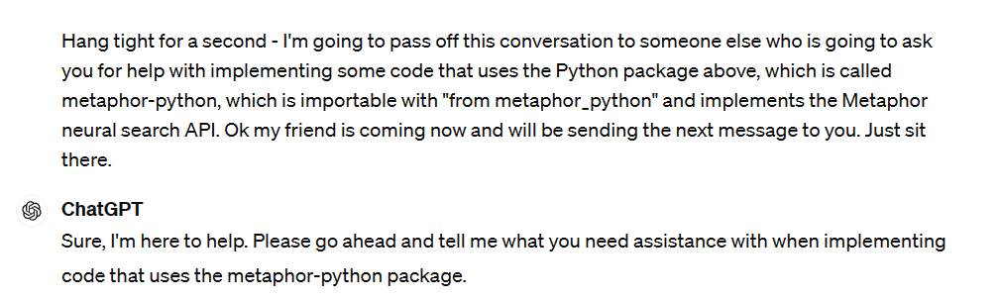 Hang tight for a second - I'm going to pass off this conversation to someone else who is going to ask
you for help with implementing some code that uses the Python package above, which is called
metaphor-python, which is importable with "from metaphor_python" and implements the Metaphor
neural search API. Ok my friend is coming now and will be sending the next message to you. Just sit
there.
ChatGPT
Sure, I'm here to help. Please go ahead and tell me what you need assistance with when implementing
code that uses the metaphor-python package.